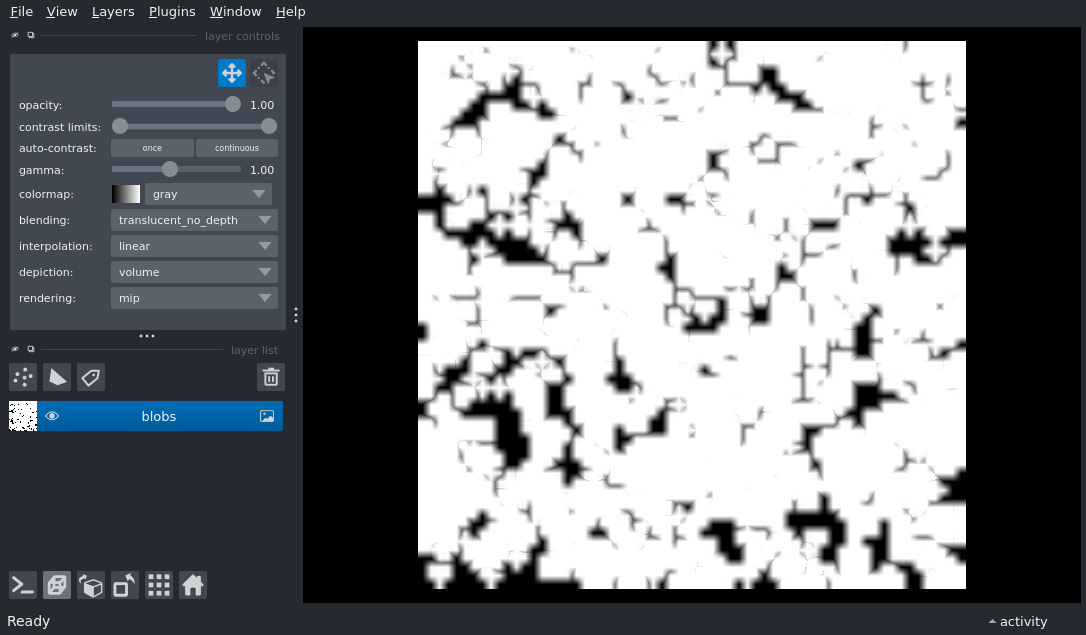 File View Layers Plugins Window Help
layer controls
opacity: 1.00
contrast limits:
auto-contrast: once continuous
gamma: 1.00
colormap: gray
blending: translucent_no_depth
interpolation: linear
depiction: volume
rendering: mip
layer list
blobs
Ready activity